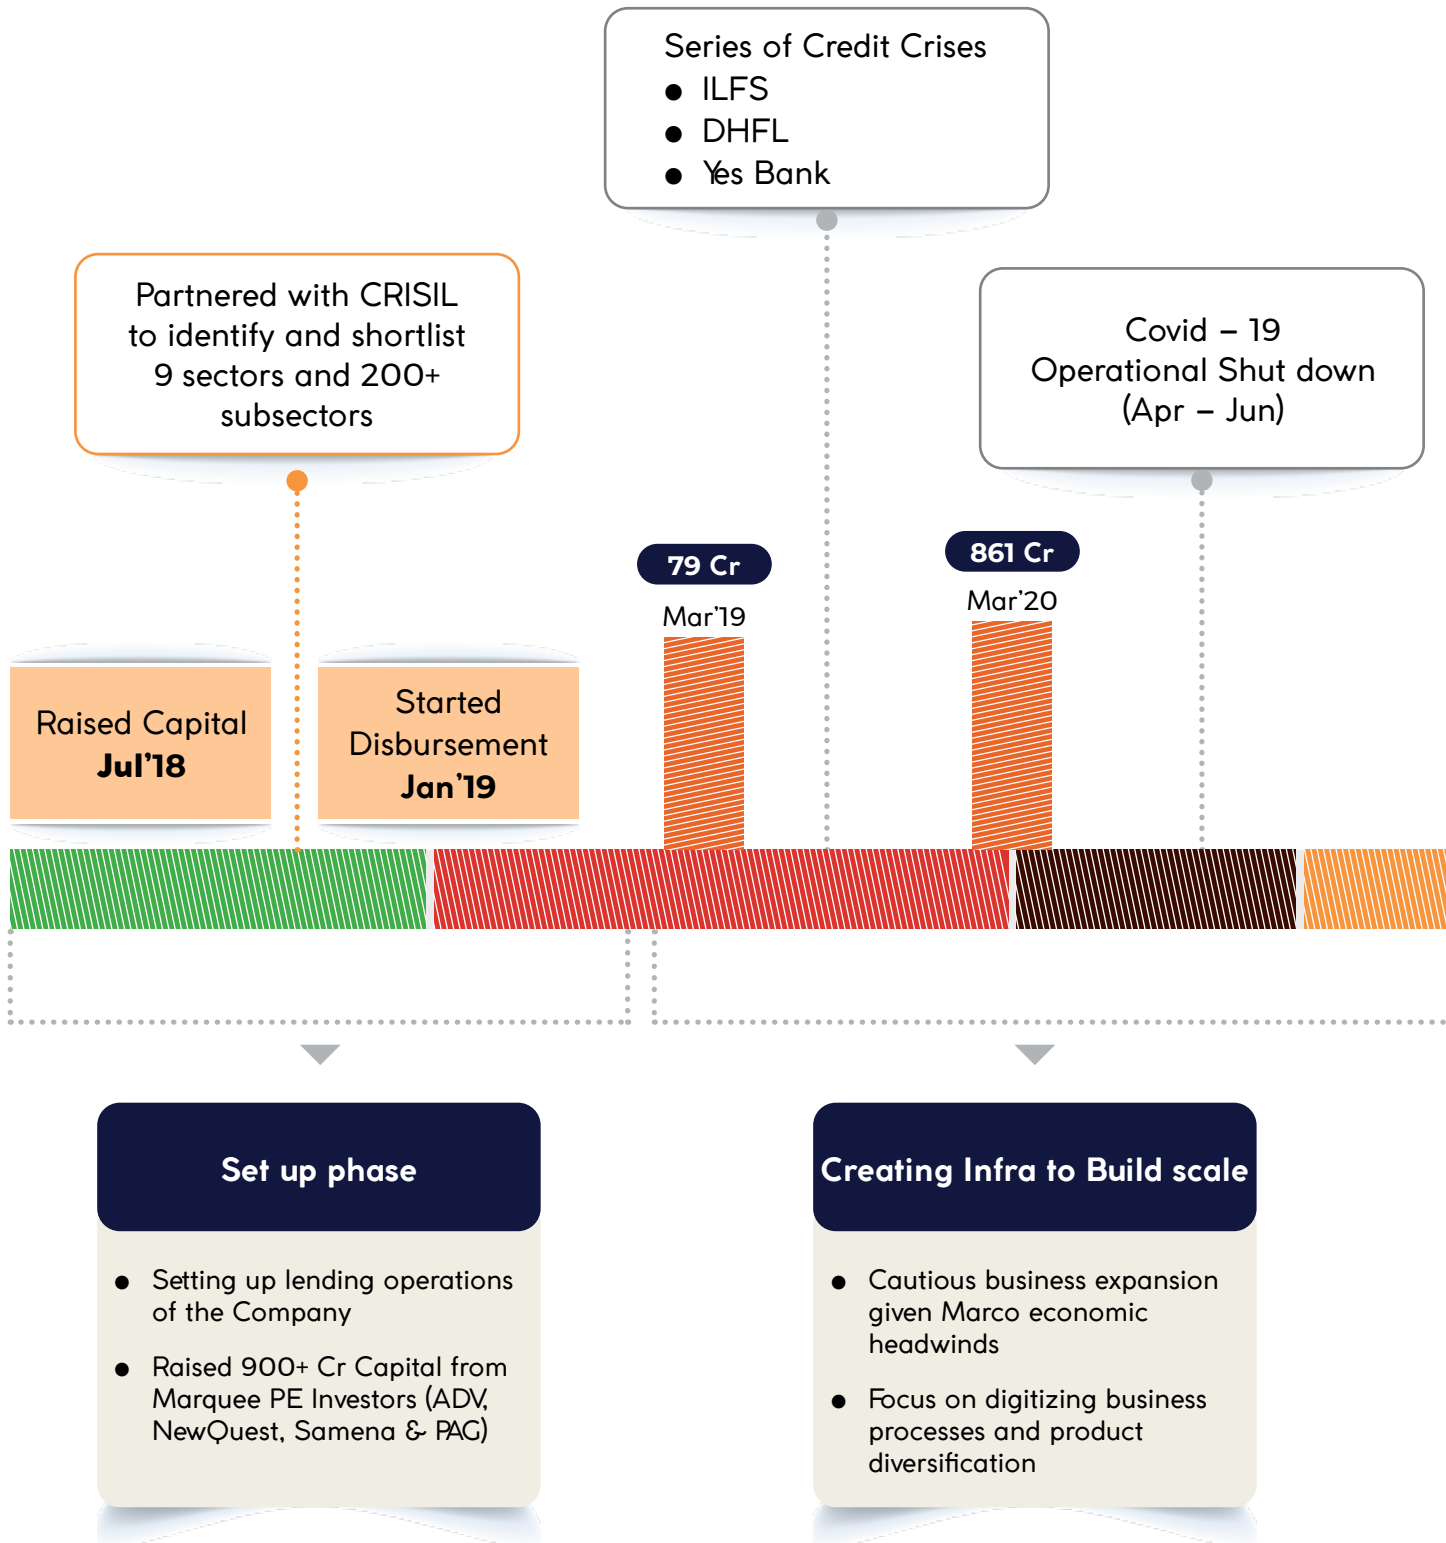 Series of Credit Crises
● ILFS
● DHFL
● Yes Bank
Partnered with CRISIL
to identify and shortlist
9 sectors and 200+
subsectors
Covid – 19
Operational Shut down
(Apr – Jun)
79 Cr
Mar’19
861 Cr
Mar’20
Raised Capital
Jul’18
Started
Disbursement
Jan’19
Set up phase
● Setting up lending operations
of the Company
● Raised 900+ Cr Capital from
Marquee PE Investors (ADV,
NewQuest, Samena & PAG)
Creating Infra to Build scale
● Cautious business expansion
given Marco economic
headwinds
● Focus on digitizing business
processes and product
diversification